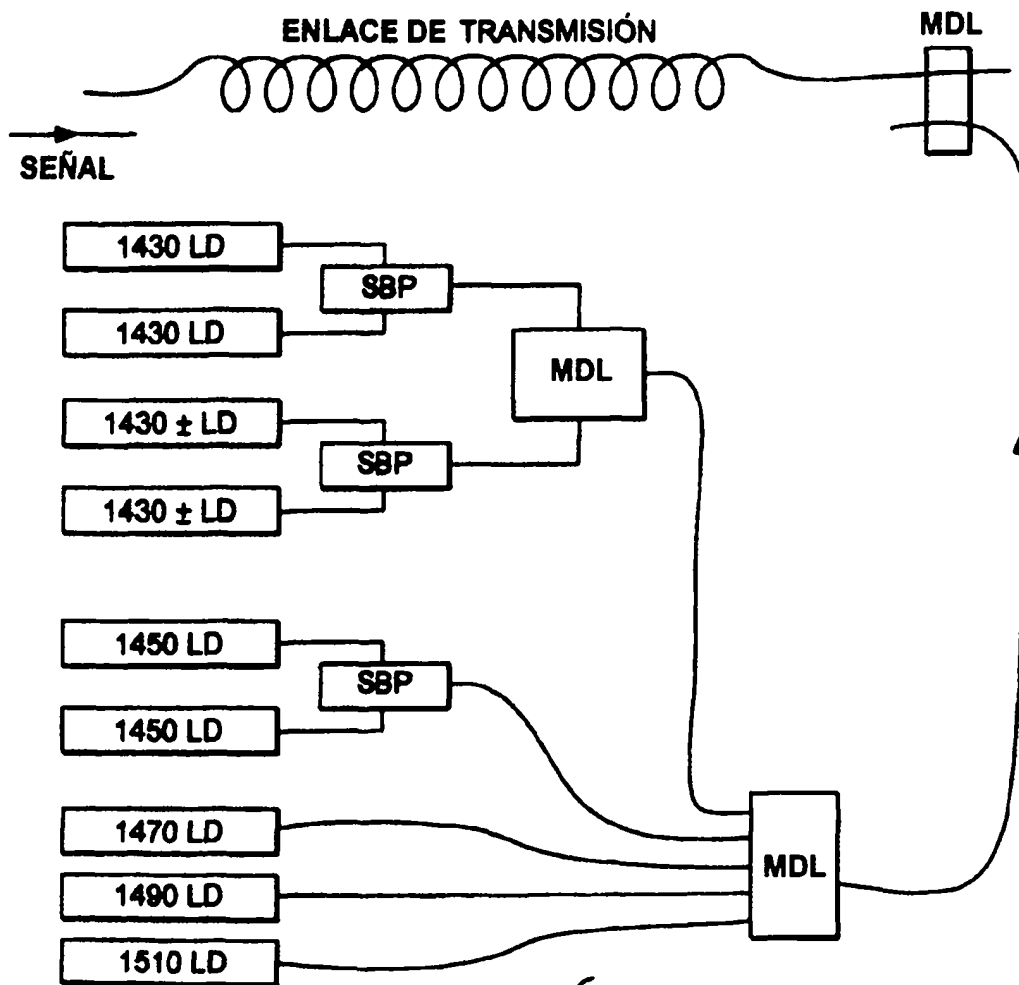 ENLACE DE TRANSMISIÓN
MDL
SEÑAL
1430 LD
SBP
1430 LD
MDL
1430 ± LD
SBP
1430 ± LD
1450 LD
SBP
1450 LD
1470 LD
MDL
1490 LD
1510 LD